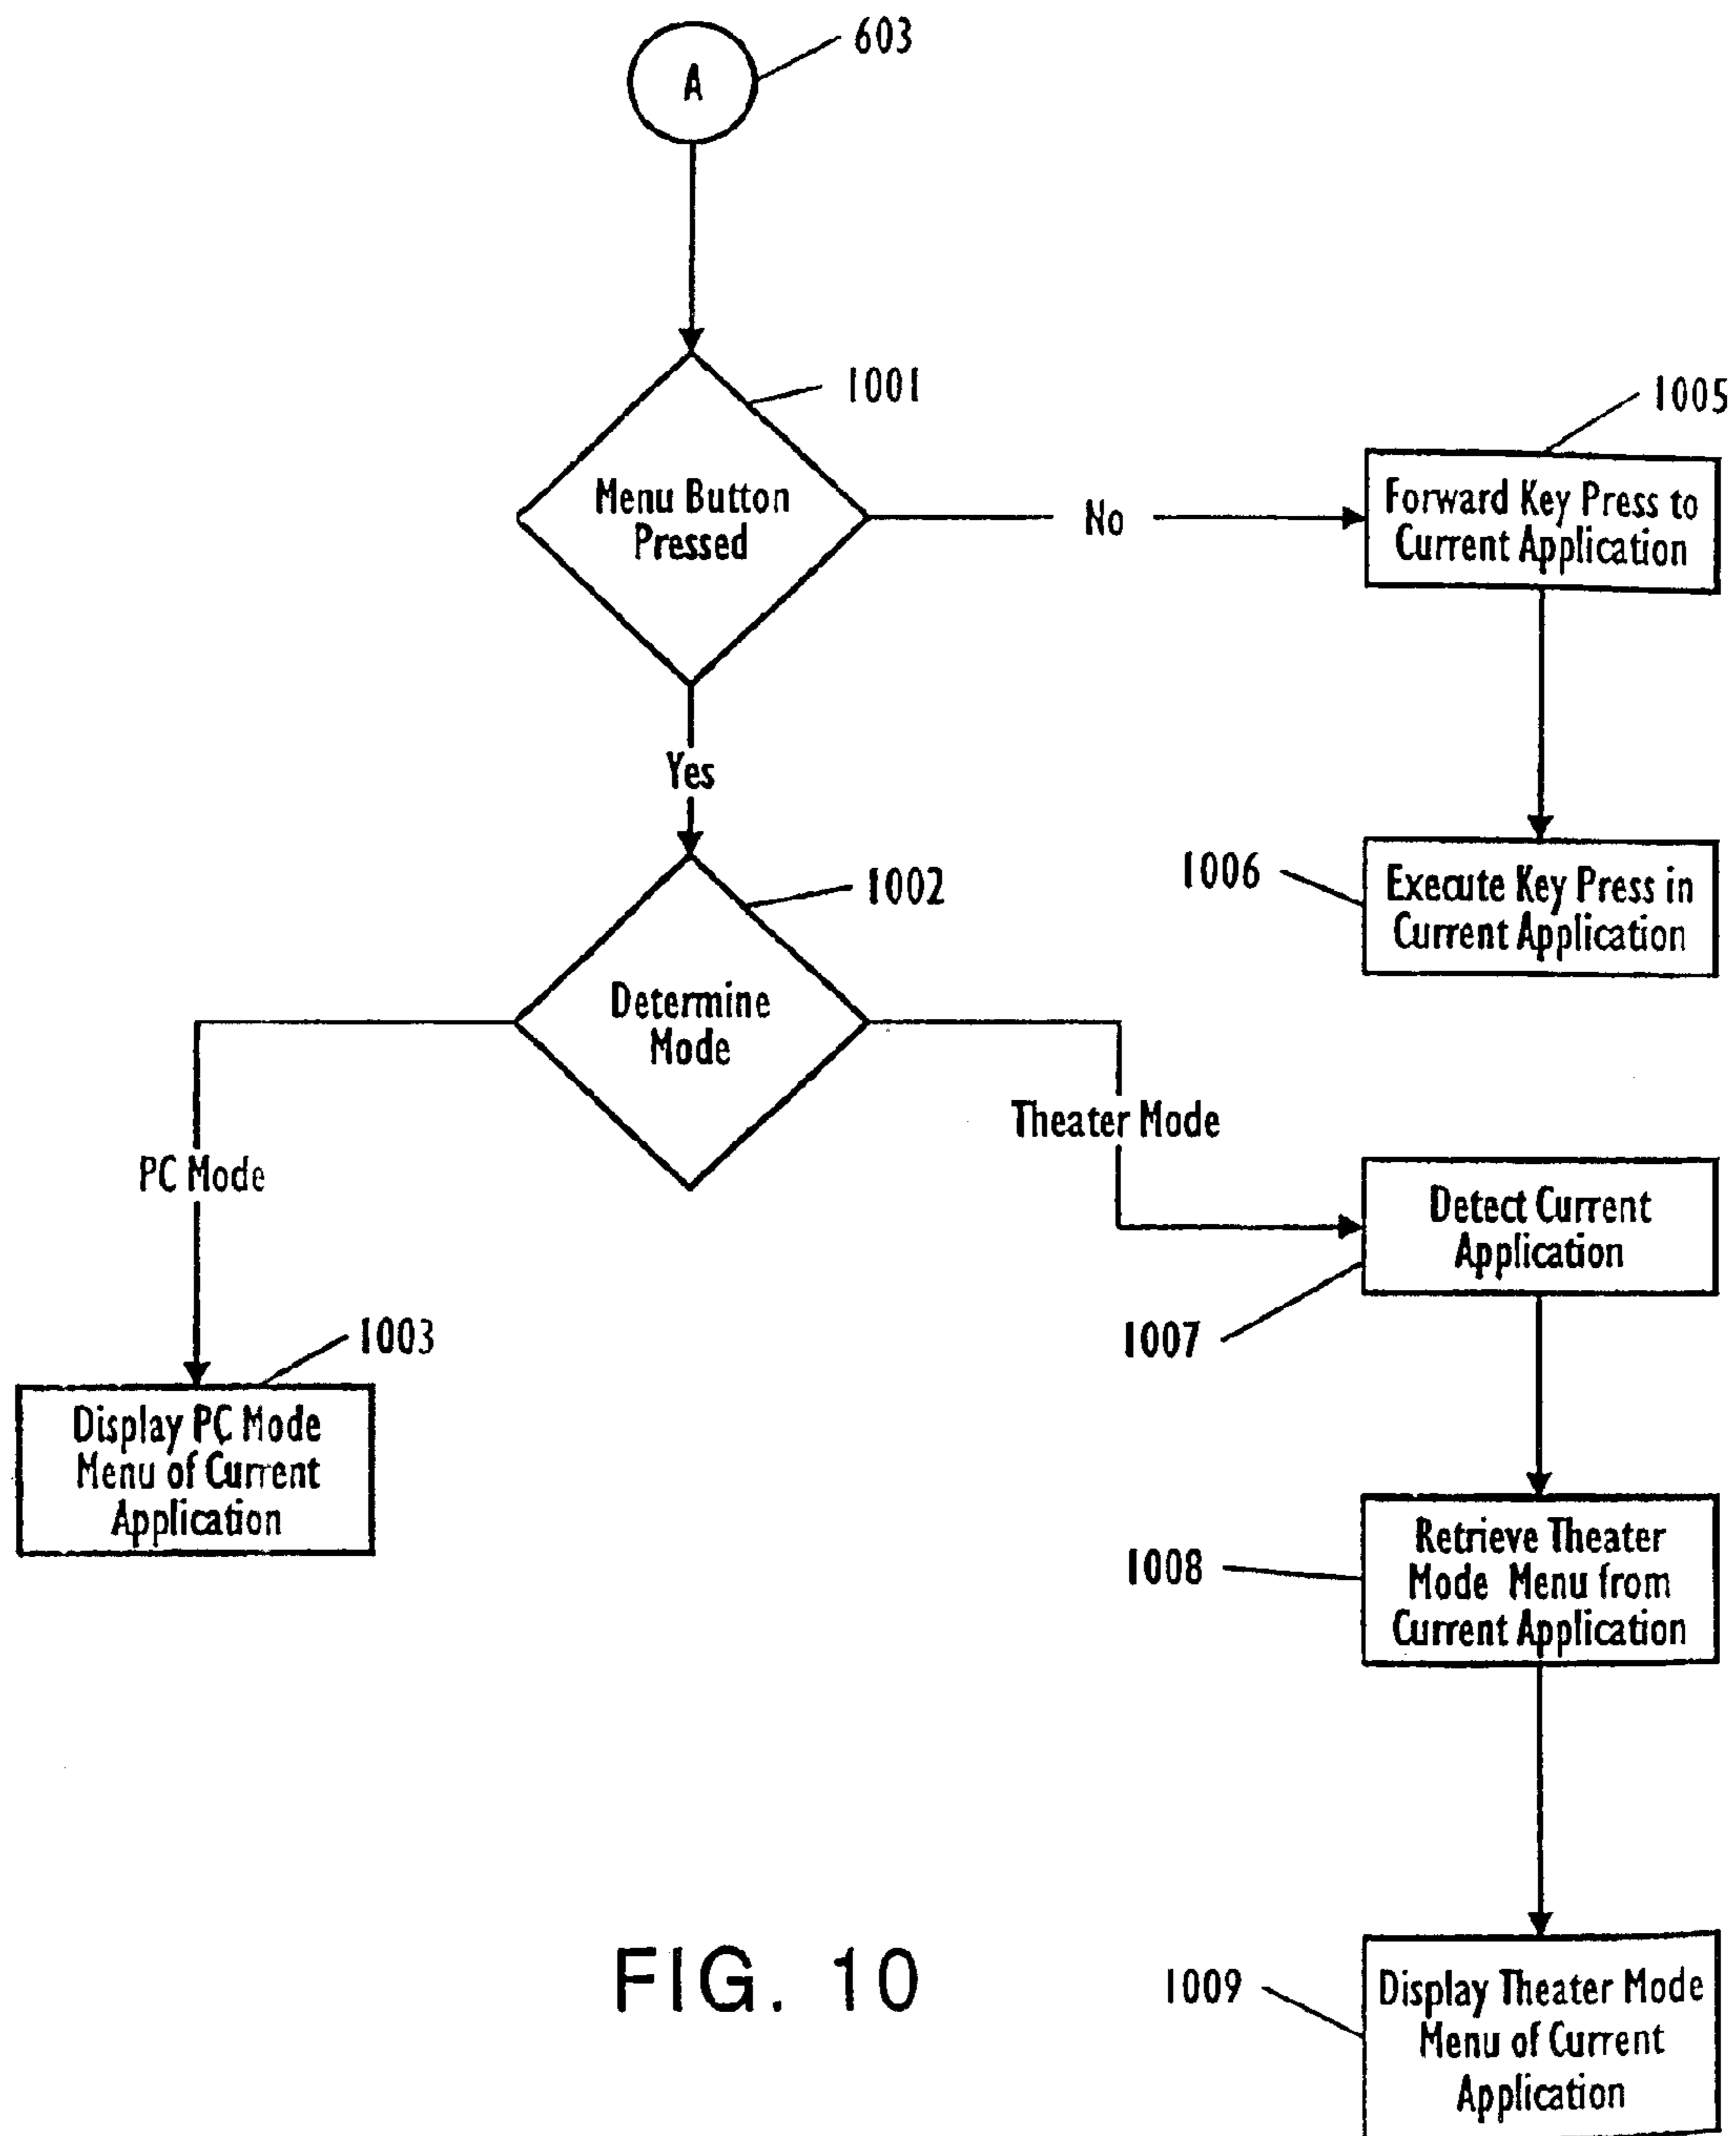 603
A
1001
Menu Button
Pressed
No
1005
Forward Key Press to
Current Application
Yes
1006
Execute Key Press in
Current Application
1002
Determine
Mode
PC Mode
Theater Mode
Detect Current
Application
1007
1003
Display PC Mode
Menu of Current
Application
1008
Retrieve Theater
Mode Menu from
Current Application
1009
Display Theater Mode
Menu of Current
Application
FIG. 10